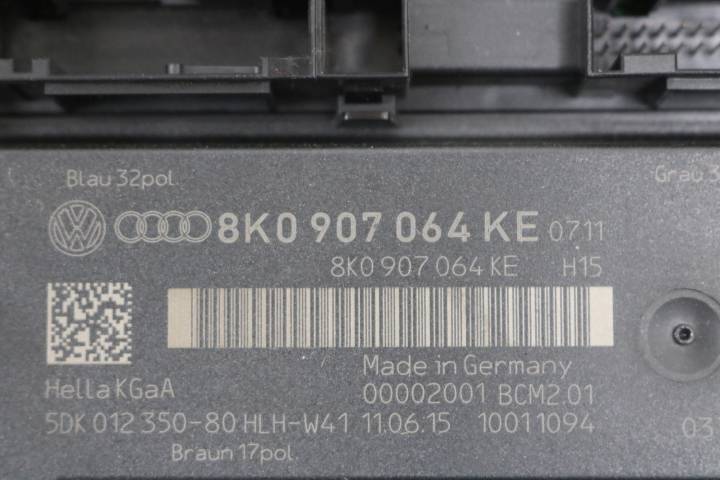 Blau 32pol.
Grau 3
8K0 907 064 KE 0711
8K0 907 064 KE H15
Made in Germany
Hella KGaA
00002001 BCM2.01
5DK 012 350-80 HLH-W41 11.06.15 10011094
03
Braun 17pol.